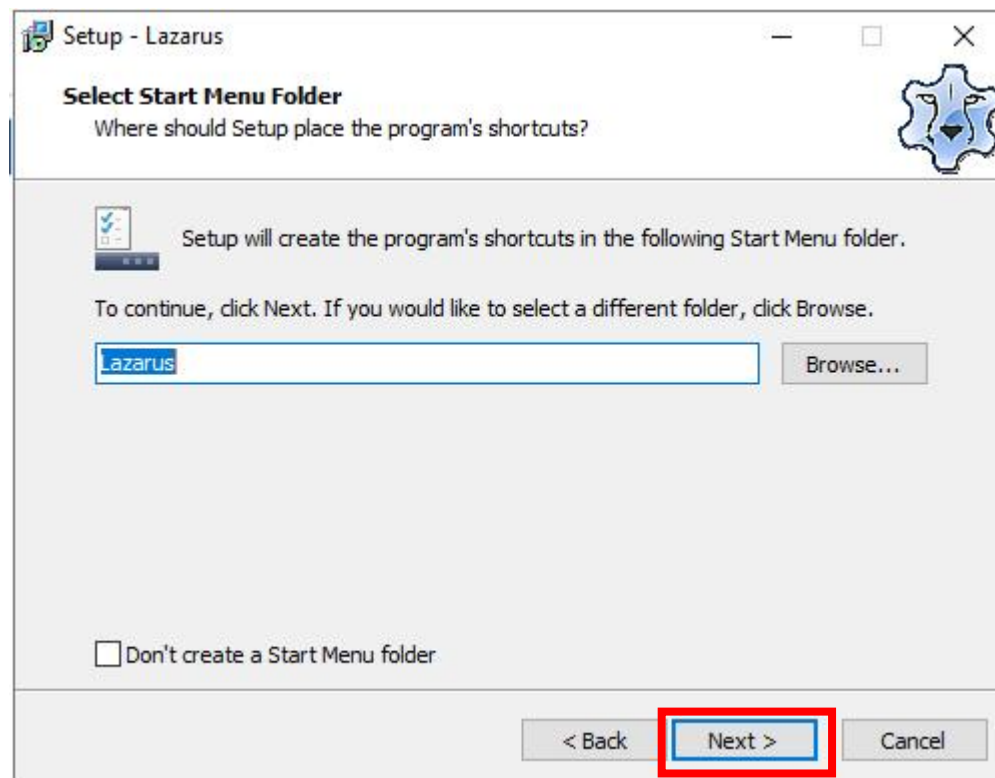 Setup - Lazarus
Select Start Menu Folder
Where should Setup place the program's shortcuts?
Setup will create the program's shortcuts in the following Start Menu folder.
To continue, click Next. If you would like to select a different folder, click Browse.
Lazarus
Browse...
Don't create a Start Menu folder
< Back
Next >
Cancel